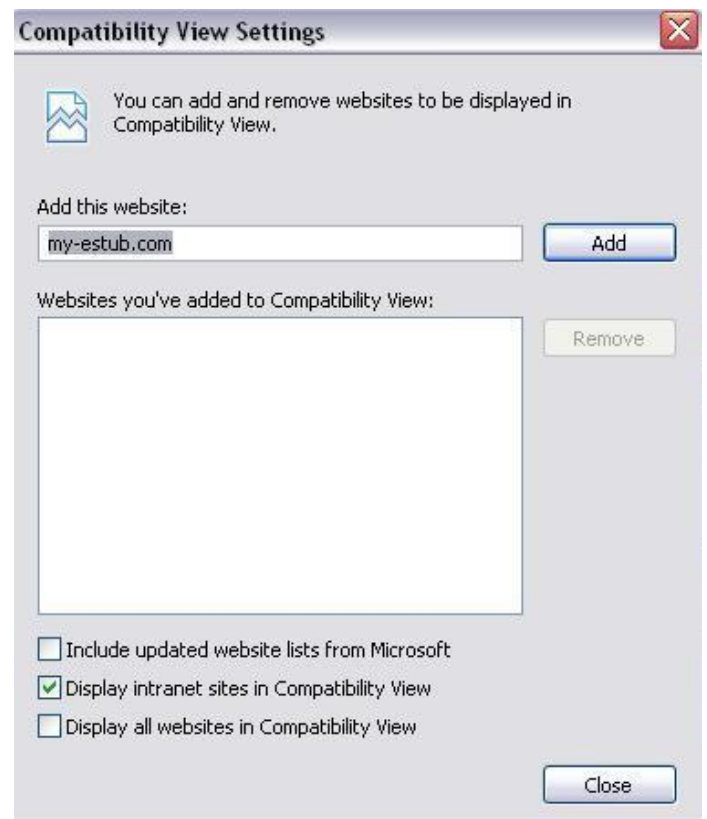 Compatibility View Settings
You can add and remove websites to be displayed in
Compatibility View.
Add this website:
my-estub.com
Add
Websites you've added to Compatibility View:
Remove
Include updated website lists from Microsoft
Display intranet sites in Compatibility View
Display all websites in Compatibility View
Close